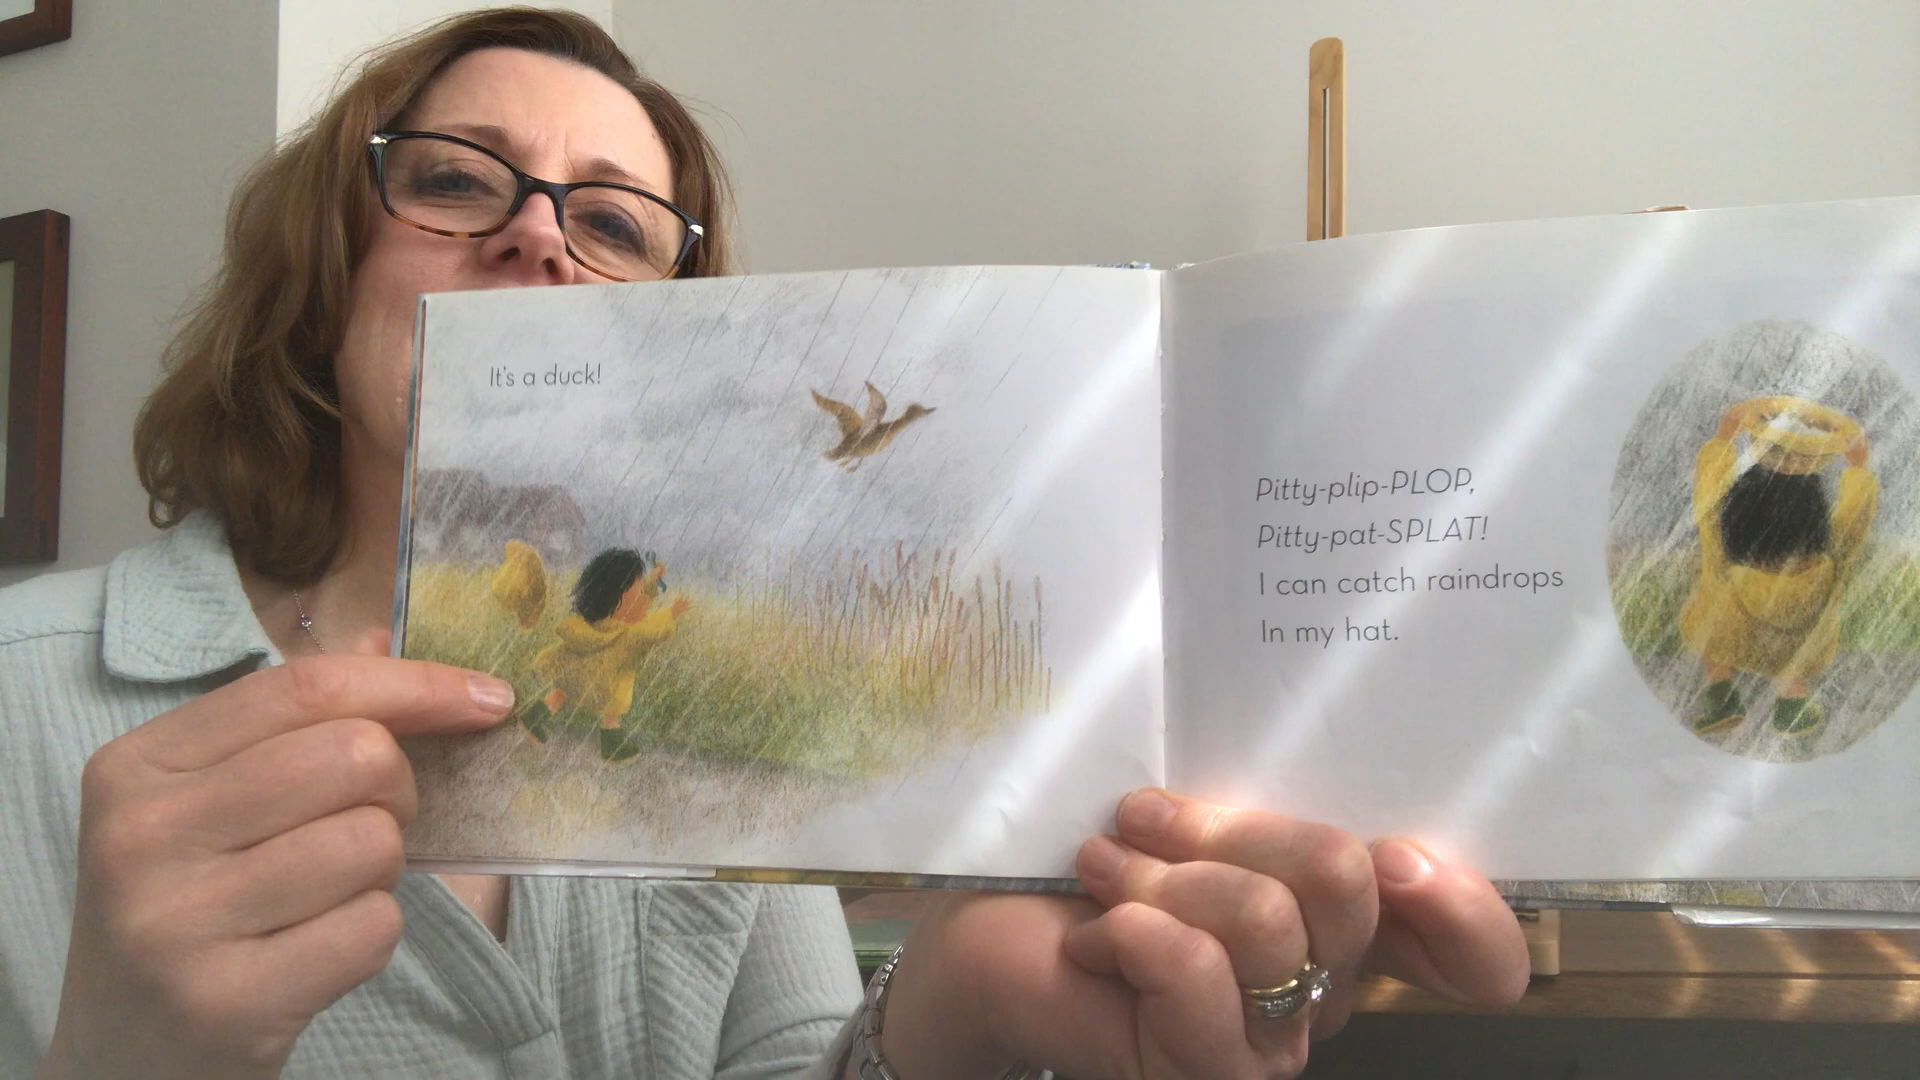 It's a duck!
Pitty-plip-PLOP,
Pitty-pat-SPLAT!
I can catch raindrops
In my hat.